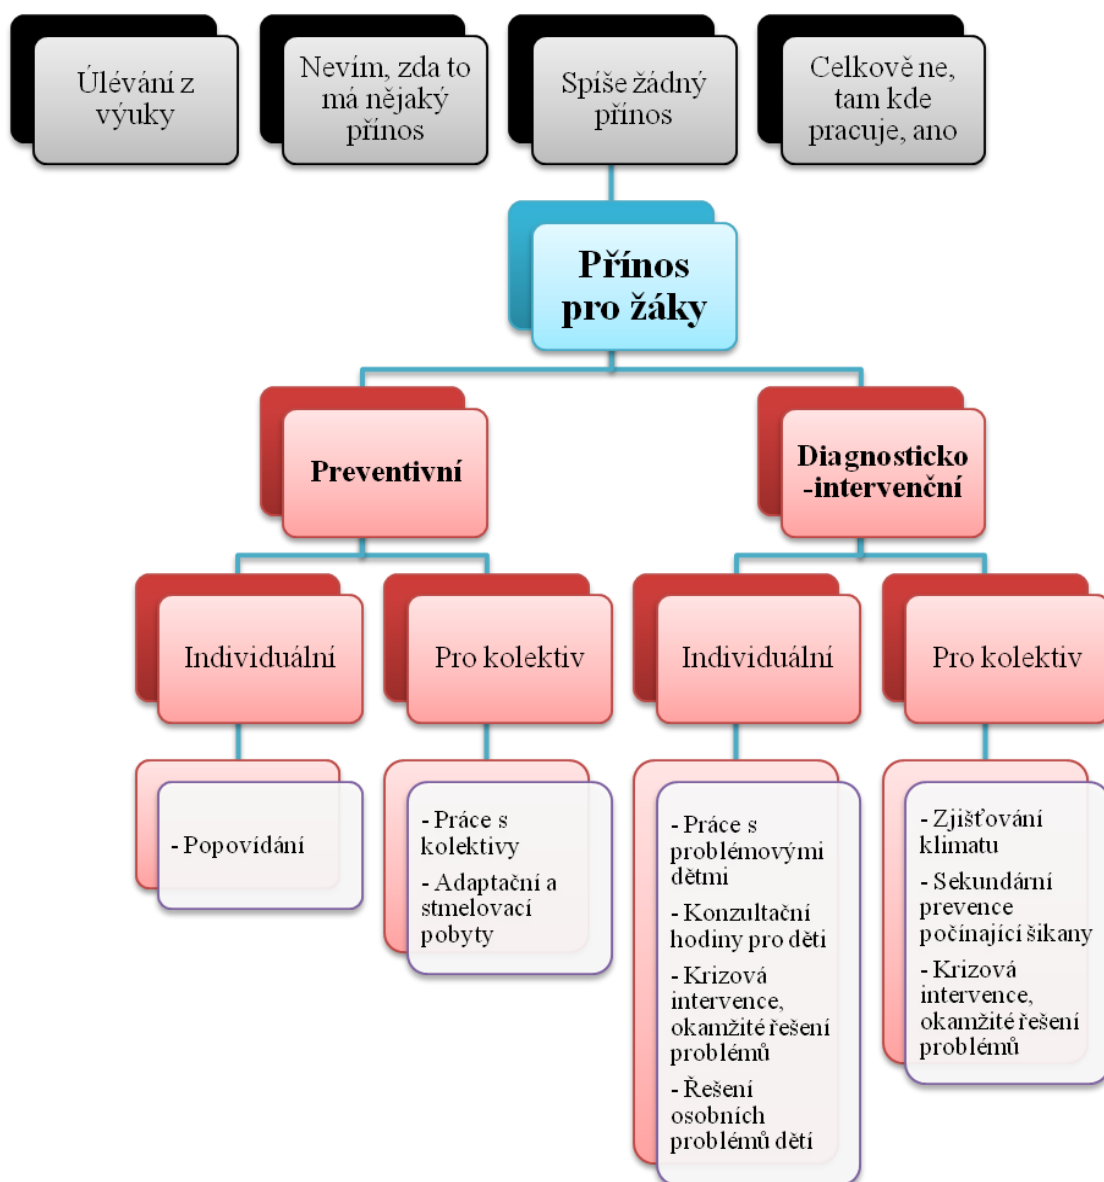 Úlévání z
výuky
Nevím, zda to
má nějaký
přínos
Spíše žádný
přínos
Celkově ne,
tam kde
pracuje, ano
Přínos
pro žáky
Preventivní
Diagnosticko
-intervenční
Individuální
Pro kolektiv
Individuální
Pro kolektiv
- Popovídání
- Práce s
kolektivy
- Adaptační a
stmelovací
pobyty
- Práce s
problémovými
dětmi
- Konzultační
hodiny pro děti
- Krizová
intervence,
okamžité řešení
problémů
- Řešení
osobních
problémů dětí
- Zjišťování
klimatu
- Sekundární
prevence
počínající šikany
- Krizová
intervence,
okamžité řešení
problémů